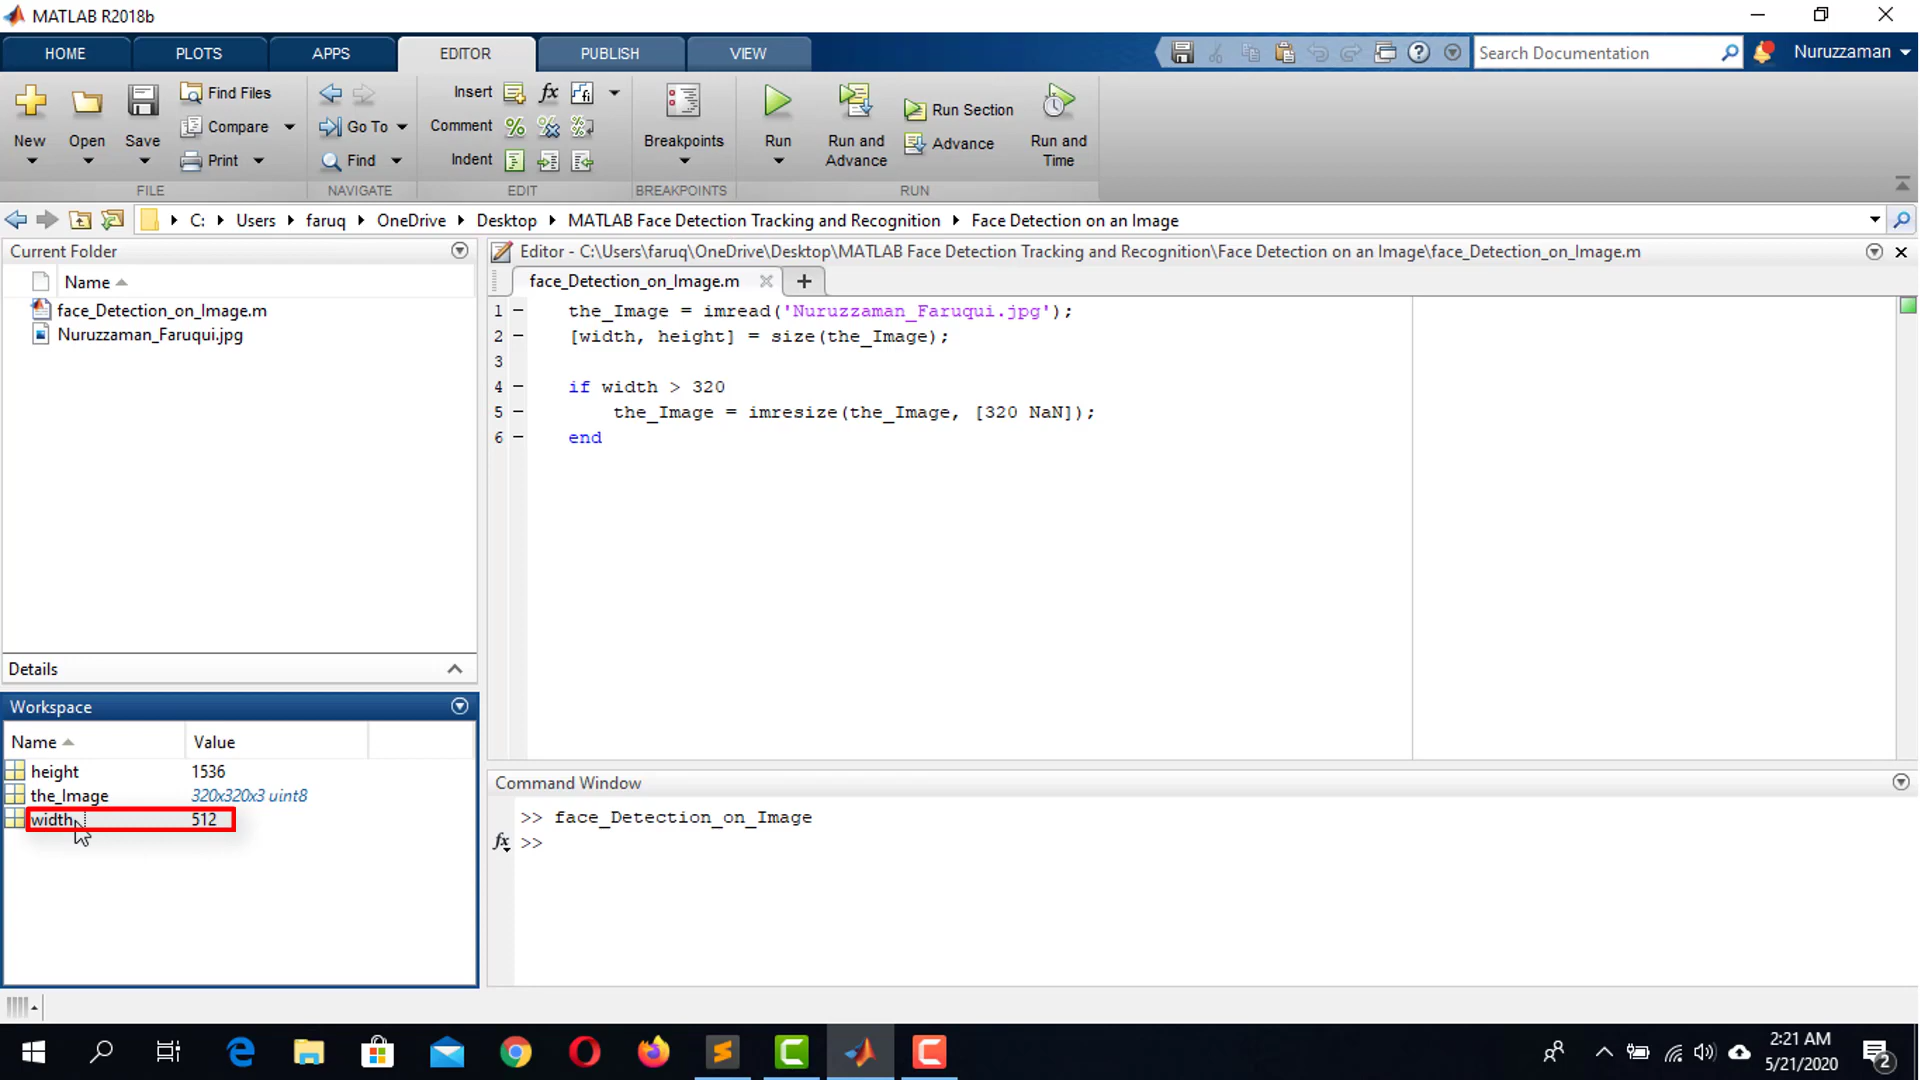 MATLAB R2018b
HOME PLOTS APPS EDITOR PUBLISH VIEW
Search Documentation Nuruzzaman
New Open Save Find Files Compare Print
FILE
Go To Find
NAVIGATE
Insert fx fi
Comment % % %
Indent
EDIT
Breakpoints
BREAKPOINTS
Run Run and Advance Run Section Advance Run and Time
RUN
C: Users faruq OneDrive Desktop MATLAB Face Detection Tracking and Recognition Face Detection on an Image
Current Folder
Name
face_Detection_on_Image.m
Nuruzzaman_Faruqui.jpg
Details
Workspace
Name Value
height 1536
the_Image 320x320x3 uint8
width 512
Editor - C:\Users\faruq\OneDrive\Desktop\MATLAB Face Detection Tracking and Recognition\Face Detection on an Image\face_Detection_on_Image.m
face_Detection_on_Image.m
1 the_Image = imread('Nuruzzaman_Faruqui.jpg');
2 [width, height] = size(the_Image);
3
4 if width > 320
5 the_Image = imresize(the_Image, [320 NaN]);
6 end
Command Window
>> face_Detection_on_Image
fx >>
2:21 AM
5/21/2020
2